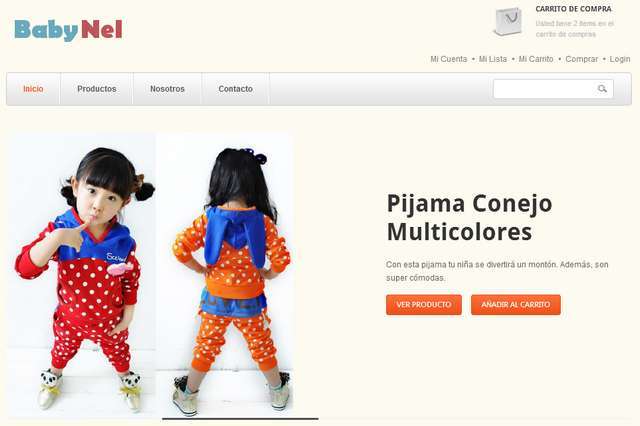 BabyNel
CARRITO DE COMPRA
Usted tiene 2 items en el
carrito de compras
Mi Cuenta • Mi Lista • Mi Carrito • Comprar • Login
Inicio Productos Nosotros Contacto
Pijama Conejo
Multicolores
Con esta pijama tu niña se divertirá un montón. Además, son
super cómodas.
VER PRODUCTO AÑADIR AL CARRITO